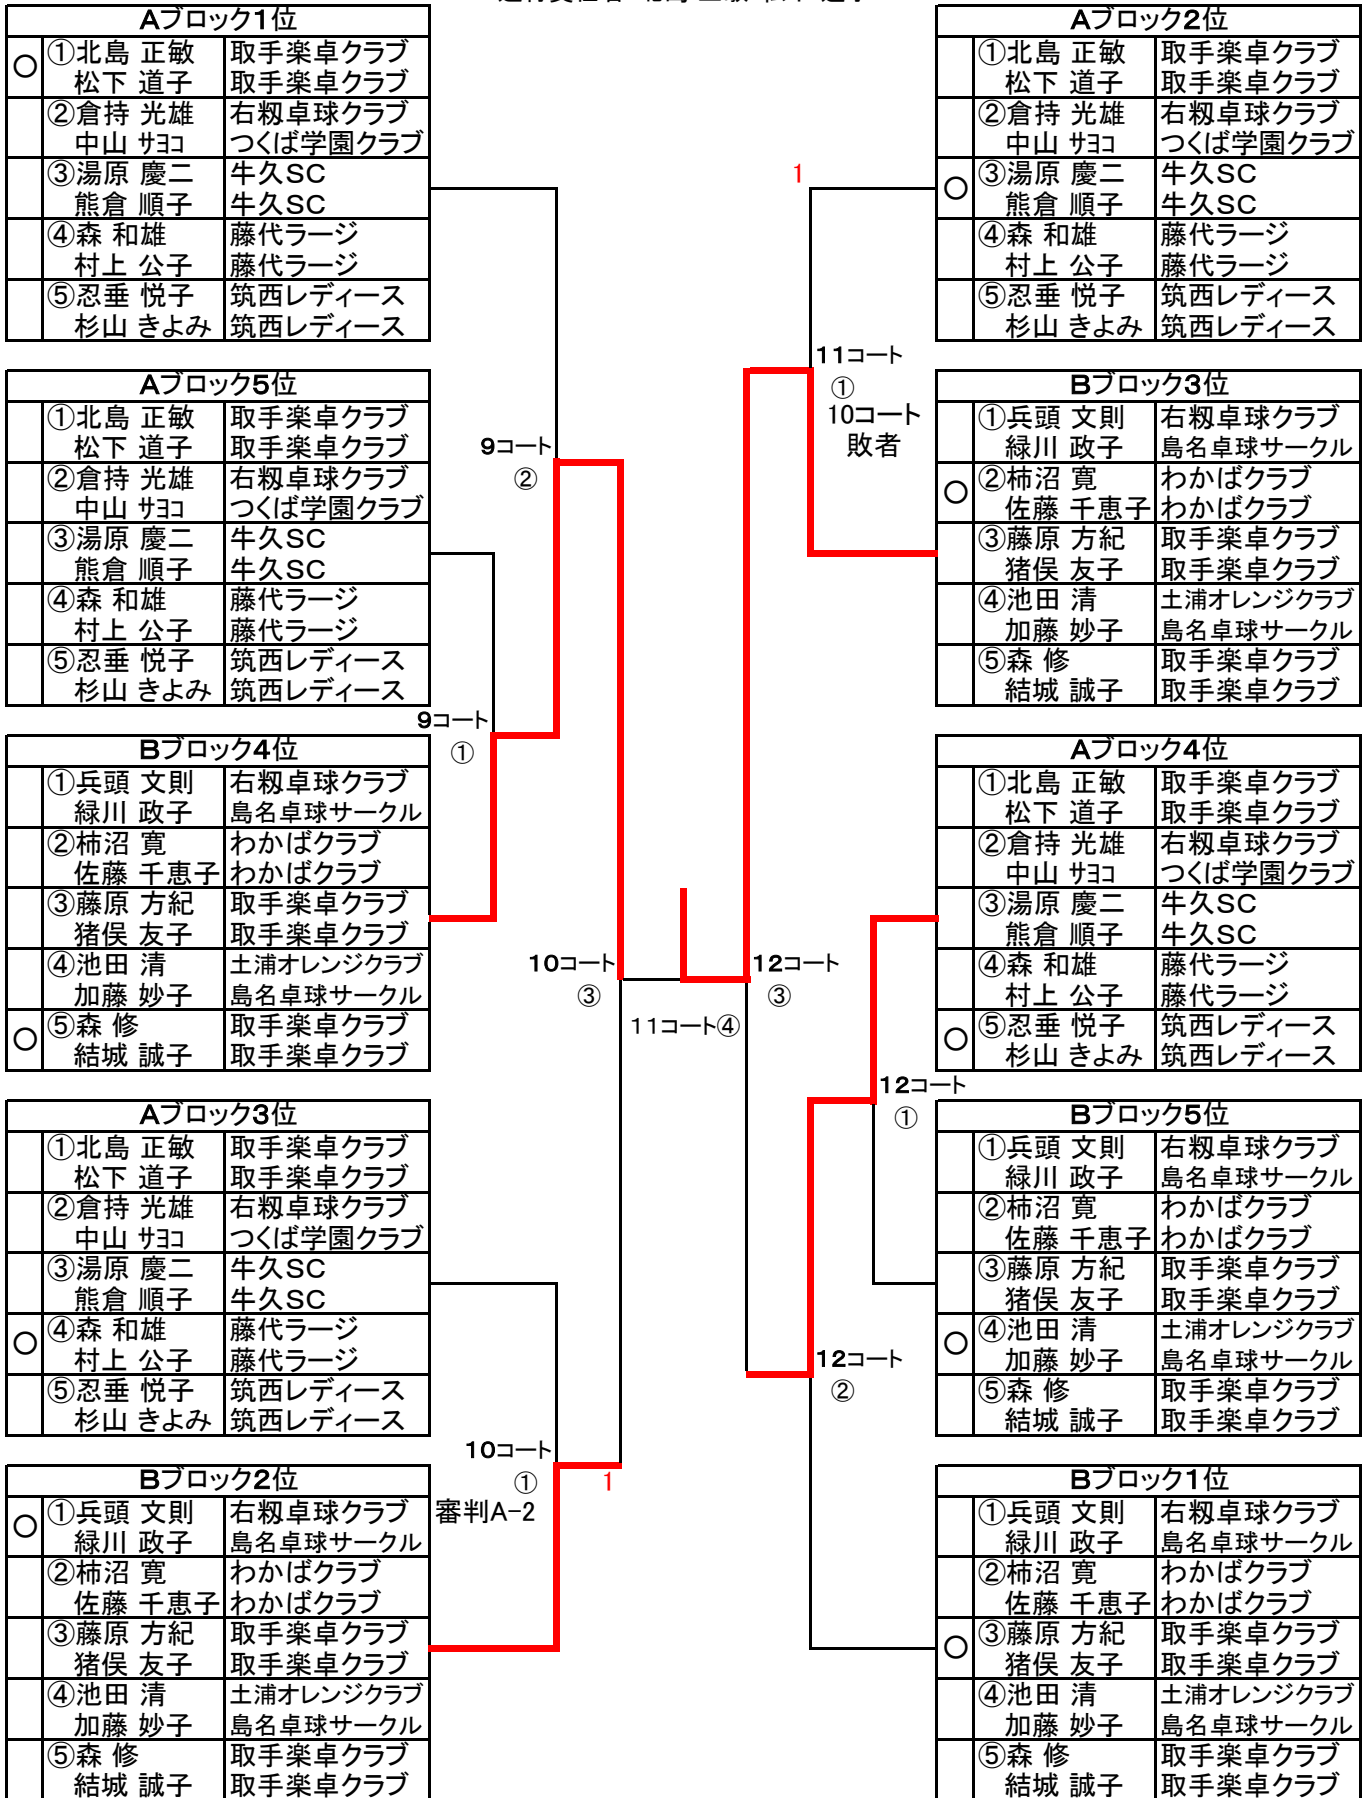 Aブロック1位
○ ①北島 正敏 取手楽卓クラブ
松下 道子 取手楽卓クラブ
②倉持 光雄 右籾卓球クラブ
中山 サヨコ つくば学園クラブ
③湯原 慶二 牛久SC
熊倉 順子 牛久SC
④森 和雄 藤代ラージ
村上 公子 藤代ラージ
⑤忍垂 悦子 筑西レディース
杉山 きよみ 筑西レディース
Aブロック5位
①北島 正敏 取手楽卓クラブ
松下 道子 取手楽卓クラブ
②倉持 光雄 右籾卓球クラブ
中山 サヨコ つくば学園クラブ
③湯原 慶二 牛久SC
熊倉 順子 牛久SC
④森 和雄 藤代ラージ
村上 公子 藤代ラージ
⑤忍垂 悦子 筑西レディース
杉山 きよみ 筑西レディース
Bブロック4位
①兵頭 文則 右籾卓球クラブ
緑川 政子 島名卓球サークル
②柿沼 寛 わかばクラブ
佐藤 千恵子 わかばクラブ
③藤原 方紀 取手楽卓クラブ
猪俣 友子 取手楽卓クラブ
④池田 清 土浦オレンジクラブ
加藤 妙子 島名卓球サークル
○ ⑤森 修 取手楽卓クラブ
結城 誠子 取手楽卓クラブ
Aブロック3位
①北島 正敏 取手楽卓クラブ
松下 道子 取手楽卓クラブ
②倉持 光雄 右籾卓球クラブ
中山 サヨコ つくば学園クラブ
③湯原 慶二 牛久SC
熊倉 順子 牛久SC
○ ④森 和雄 藤代ラージ
村上 公子 藤代ラージ
⑤忍垂 悦子 筑西レディース
杉山 きよみ 筑西レディース
Bブロック2位
○ ①兵頭 文則 右籾卓球クラブ
緑川 政子 島名卓球サークル
②柿沼 寛 わかばクラブ
佐藤 千恵子 わかばクラブ
③藤原 方紀 取手楽卓クラブ
猪俣 友子 取手楽卓クラブ
④池田 清 土浦オレンジクラブ
加藤 妙子 島名卓球サークル
⑤森 修 取手楽卓クラブ
結城 誠子 取手楽卓クラブ
9コート
②
9コート
①
10コート
③
11コート④
10コート
①
審判A-2
1
1
11コート
①
10コート
敗者
12コート
③
12コート
①
12コート
②
Aブロック2位
①北島 正敏 取手楽卓クラブ
松下 道子 取手楽卓クラブ
②倉持 光雄 右籾卓球クラブ
中山 サヨコ つくば学園クラブ
○ ③湯原 慶二 牛久SC
熊倉 順子 牛久SC
④森 和雄 藤代ラージ
村上 公子 藤代ラージ
⑤忍垂 悦子 筑西レディース
杉山 きよみ 筑西レディース
Bブロック3位
①兵頭 文則 右籾卓球クラブ
緑川 政子 島名卓球サークル
○ ②柿沼 寛 わかばクラブ
佐藤 千恵子 わかばクラブ
③藤原 方紀 取手楽卓クラブ
猪俣 友子 取手楽卓クラブ
④池田 清 土浦オレンジクラブ
加藤 妙子 島名卓球サークル
⑤森 修 取手楽卓クラブ
結城 誠子 取手楽卓クラブ
Aブロック4位
①北島 正敏 取手楽卓クラブ
松下 道子 取手楽卓クラブ
②倉持 光雄 右籾卓球クラブ
中山 サヨコ つくば学園クラブ
③湯原 慶二 牛久SC
熊倉 順子 牛久SC
④森 和雄 藤代ラージ
村上 公子 藤代ラージ
○ ⑤忍垂 悦子 筑西レディース
杉山 きよみ 筑西レディース
Bブロック5位
①兵頭 文則 右籾卓球クラブ
緑川 政子 島名卓球サークル
②柿沼 寛 わかばクラブ
佐藤 千恵子 わかばクラブ
③藤原 方紀 取手楽卓クラブ
猪俣 友子 取手楽卓クラブ
○ ④池田 清 土浦オレンジクラブ
加藤 妙子 島名卓球サークル
⑤森 修 取手楽卓クラブ
結城 誠子 取手楽卓クラブ
Bブロック1位
①兵頭 文則 右籾卓球クラブ
緑川 政子 島名卓球サークル
②柿沼 寛 わかばクラブ
佐藤 千恵子 わかばクラブ
○ ③藤原 方紀 取手楽卓クラブ
猪俣 友子 取手楽卓クラブ
④池田 清 土浦オレンジクラブ
加藤 妙子 島名卓球サークル
⑤森 修 取手楽卓クラブ
結城 誠子 取手楽卓クラブ